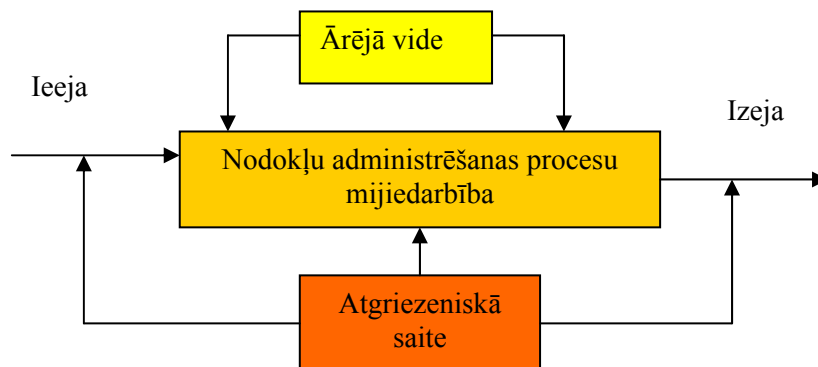 Ārējā vide
Ieeja
Izeja
Nodokļu administrēšanas procesu
mijiedarbība
Atgriezeniskā
saite